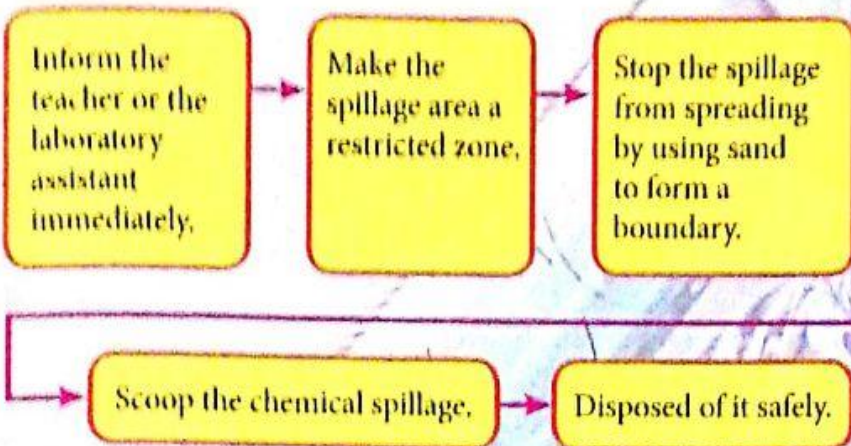 Inform the
teacher or the
laboratory
assistant
immediately.
Make the
spillage area a
restricted zone.
Stop the spillage
from spreading
by using sand
to form a
boundary.
Scoop the chemical spillage.
Disposed of it safely.